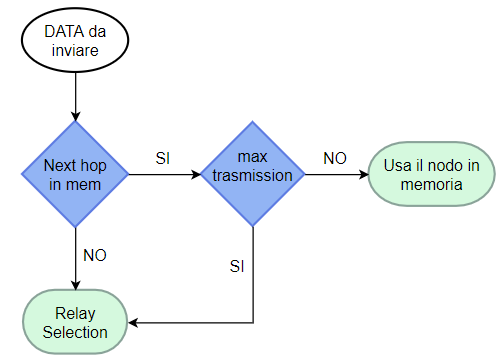 DATA da
inviare
Next hop
in mem
SI
max
trasmission
NO
Usa il nodo in
memoria
NO
SI
Relay
Selection